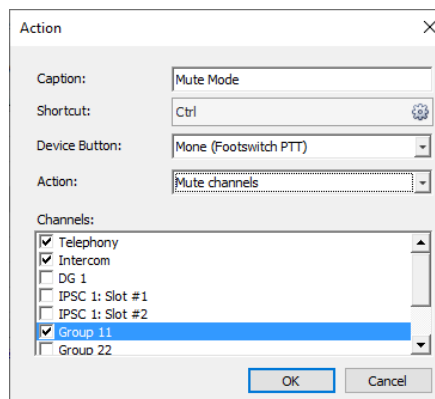 Action
Caption: Mute Mode
Shortcut: Ctrl
Device Button: Mone (Footswitch PTT)
Action: Mute channels
Channels:
Telephony
Intercom
DG 1
IPSC 1: Slot #1
IPSC 1: Slot #2
Group 11
Group 22
OK Cancel